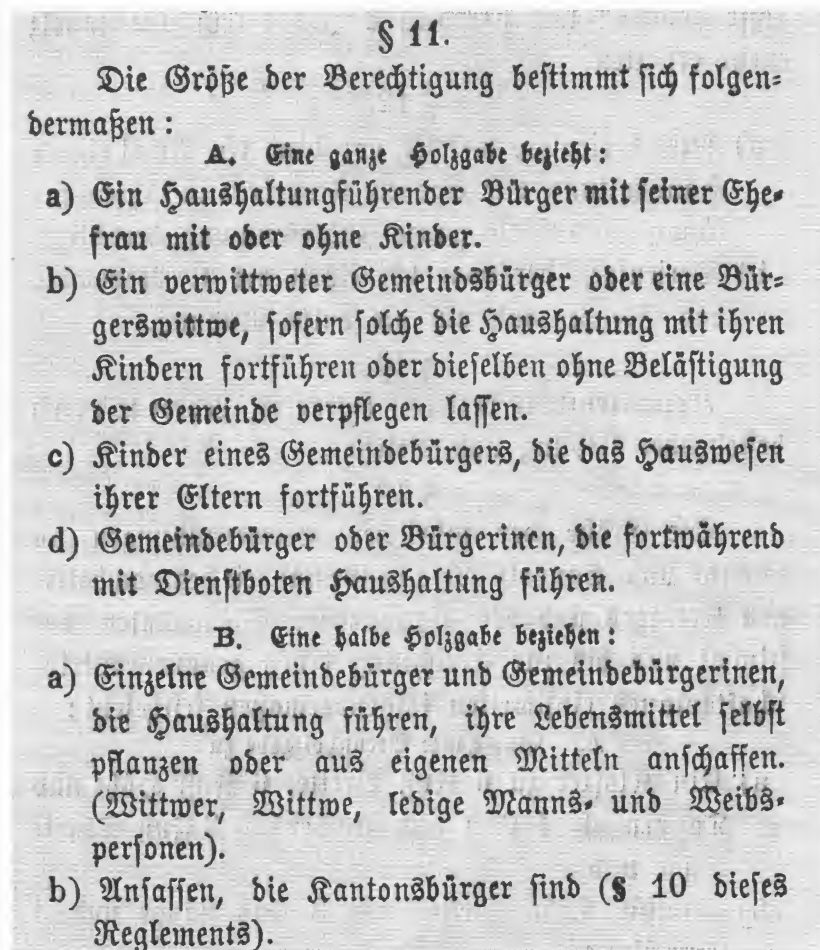 § 11.
Die Größe der Berechtigung bestimmt sich folgen-
dermaßen:
A. Eine ganze Holzgabe bezieht:
a) Ein Haushaltungführender Bürger mit seiner Ehe-
frau mit oder ohne Kinder.
b) Ein verwittweter Gemeindsbürger oder eine Bür-
gerswittwe, sofern solche die Haushaltung mit ihren
Kindern fortführen oder dieselben ohne Belästigung
der Gemeinde verpflegen lassen.
c) Kinder eines Gemeindebürgers, die das Hauswesen
ihrer Eltern fortführen.
d) Gemeindebürger oder Bürgerinen, die fortwährend
mit Dienstboten Haushaltung führen.
B. Eine halbe Holzgabe beziehen:
a) Einzelne Gemeindebürger und Gemeindebürgerinen,
die Haushaltung führen, ihre Lebensmittel selbst
pflanzen oder aus eigenen Mitteln anschaffen.
(Wittwer, Wittwe, ledige Manns- und Weibs-
personen).
b) Ansassen, die Kantonsbürger sind (§ 10 dieses
Reglements).